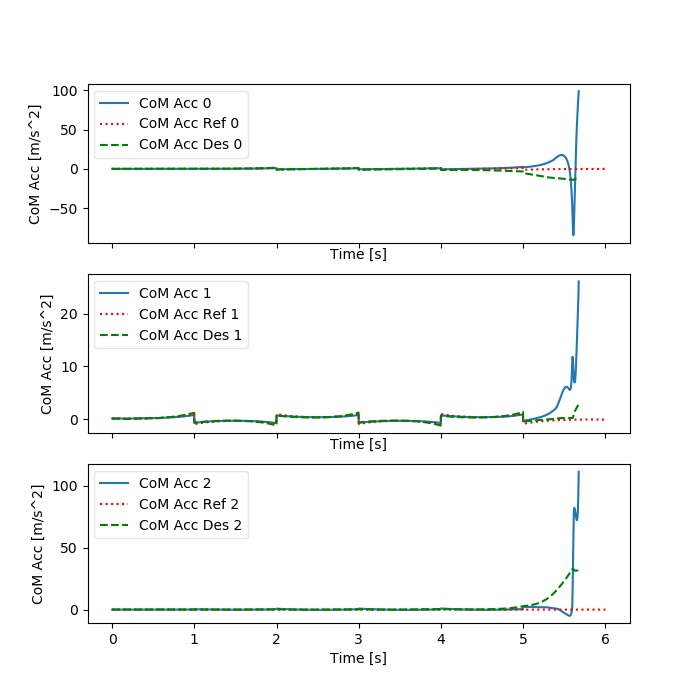 100
50
0
−50
CoM Acc [m/s^2]
CoM Acc 0
CoM Acc Ref 0
CoM Acc Des 0
Time [s]
20
10
0
CoM Acc [m/s^2]
CoM Acc 1
CoM Acc Ref 1
CoM Acc Des 1
Time [s]
100
50
0
CoM Acc [m/s^2]
CoM Acc 2
CoM Acc Ref 2
CoM Acc Des 2
0 1 2 3 4 5 6
Time [s]